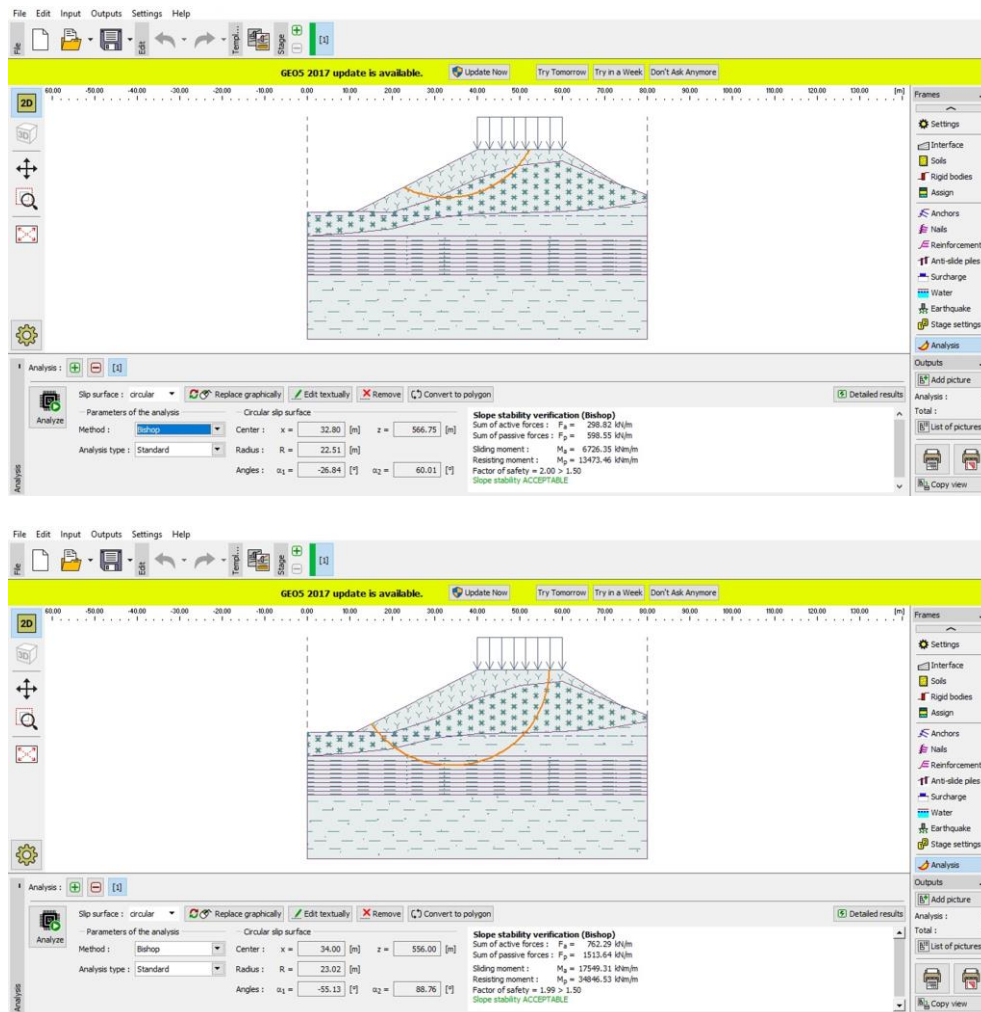 File Edit Input Outputs Settings Help
File Edit Templ... Stage [1]
GEO5 2017 update is available. Update Now Try Tomorrow Try in a Week Don't Ask Anymore
2D
60.00 -50.00 -40.00 -30.00 -20.00 -10.00 0.00 10.00 20.00 30.00 40.00 50.00 60.00 70.00 80.00 90.00 100.00 110.00 120.00 130.00 [m]
3D
Frames
Settings
Interface
Soils
Rigid bodies
Assign
Anchors
Nails
Reinforcement
Anti-slide piles
Surcharge
Water
Earthquake
Stage settings
Analysis
Outputs
Add picture
Analysis :
Total :
List of pictures
Copy view
Analysis : [1]
Analysis
Analyze
Slip surface : circular Replace graphically Edit textually Remove Convert to polygon Detailed results
Parameters of the analysis
Method : Bishop
Analysis type : Standard
Circular slip surface
Center : x = 32.80 [m] z = 566.75 [m]
Radius : R = 22.51 [m]
Angles : α1 = -26.84 [°] α2 = 60.01 [°]
Slope stability verification (Bishop)
Sum of active forces : Fa = 298.82 kN/m
Sum of passive forces : Fp = 598.55 kN/m
Sliding moment : Ma = 6726.35 kNm/m
Resisting moment : Mp = 13473.46 kNm/m
Factor of safety = 2.00 > 1.50
Slope stability ACCEPTABLE
File Edit Input Outputs Settings Help
File Edit Templ... Stage [1]
GEO5 2017 update is available. Update Now Try Tomorrow Try in a Week Don't Ask Anymore
2D
60.00 -50.00 -40.00 -30.00 -20.00 -10.00 0.00 10.00 20.00 30.00 40.00 50.00 60.00 70.00 80.00 90.00 100.00 110.00 120.00 130.00 [m]
3D
Frames
Settings
Interface
Soils
Rigid bodies
Assign
Anchors
Nails
Reinforcement
Anti-slide piles
Surcharge
Water
Earthquake
Stage settings
Analysis
Outputs
Add picture
Analysis :
Total :
List of pictures
Copy view
Analysis : [1]
Analysis
Analyze
Slip surface : circular Replace graphically Edit textually Remove Convert to polygon Detailed results
Parameters of the analysis
Method : Bishop
Analysis type : Standard
Circular slip surface
Center : x = 34.00 [m] z = 556.00 [m]
Radius : R = 23.02 [m]
Angles : α1 = -55.13 [°] α2 = 88.76 [°]
Slope stability verification (Bishop)
Sum of active forces : Fa = 762.29 kN/m
Sum of passive forces : Fp = 1513.64 kN/m
Sliding moment : Ma = 17549.31 kNm/m
Resisting moment : Mp = 34846.53 kNm/m
Factor of safety = 1.99 > 1.50
Slope stability ACCEPTABLE